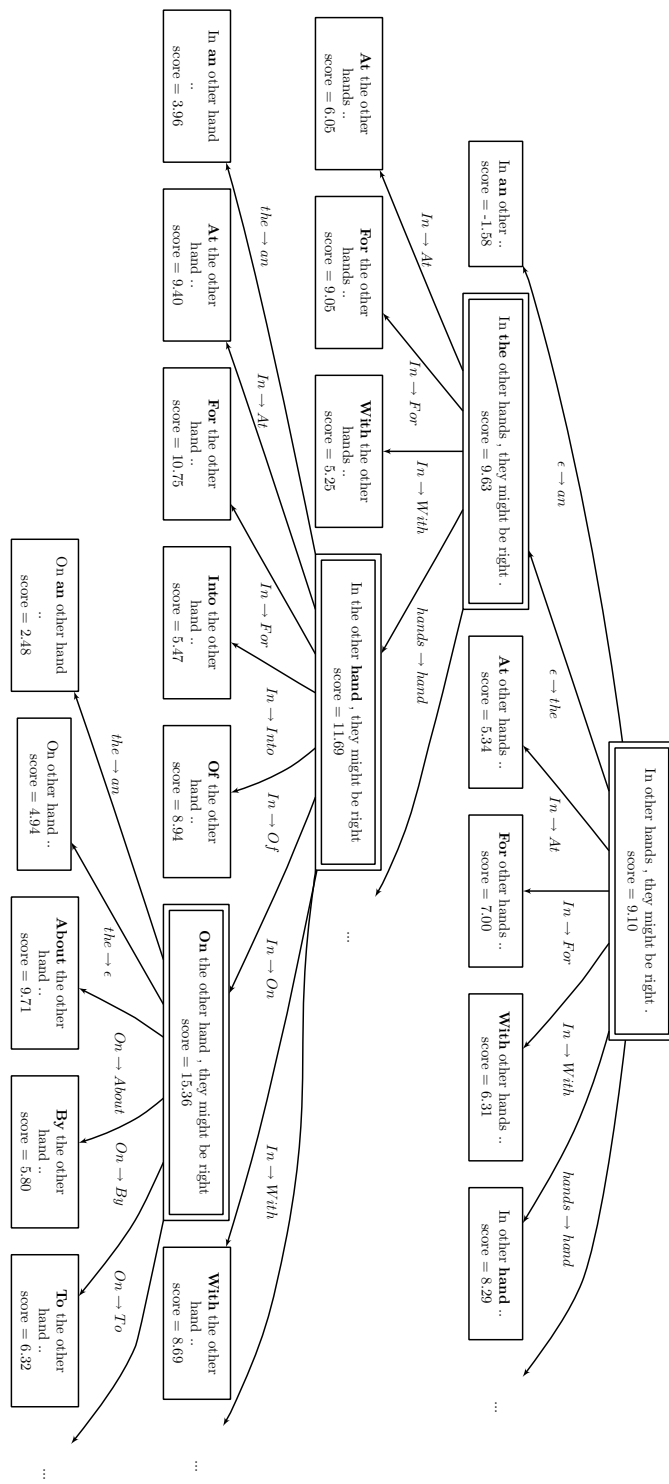 In other hands , they might be right .
score = 9.10
ϵ → an
ϵ → the
In → At
In → For
In → With
hands → hand
In an other ..
score = -1.58
In the other hands , they might be right .
score = 9.63
At other hands ..
score = 5.34
For other hands ..
score = 7.00
With other hands ..
score = 6.31
In other hand ..
score = 8.29
...
In → At
In → For
In → With
hands → hand
At the other
hands ..
score = 6.05
For the other
hands ..
score = 9.05
With the other
hands ..
score = 5.25
In the other hand , they might be right
score = 11.69
...
the → an
In → At
In → For
In → Into
In → Of
In → On
In → With
In an other hand
..
score = 3.96
At the other
hand ..
score = 9.40
For the other
hand ..
score = 10.75
Into the other
hand ..
score = 5.47
Of the other
hand ..
score = 8.94
On the other hand , they might be right
score = 15.36
With the other
hand ..
score = 8.69
...
the → an
the → ϵ
On → About
On → By
On → To
On an other hand
..
score = 2.48
On other hand ..
score = 4.94
About the other
hand ..
score = 9.71
By the other
hand ..
score = 5.80
To the other
hand ..
score = 6.32
...